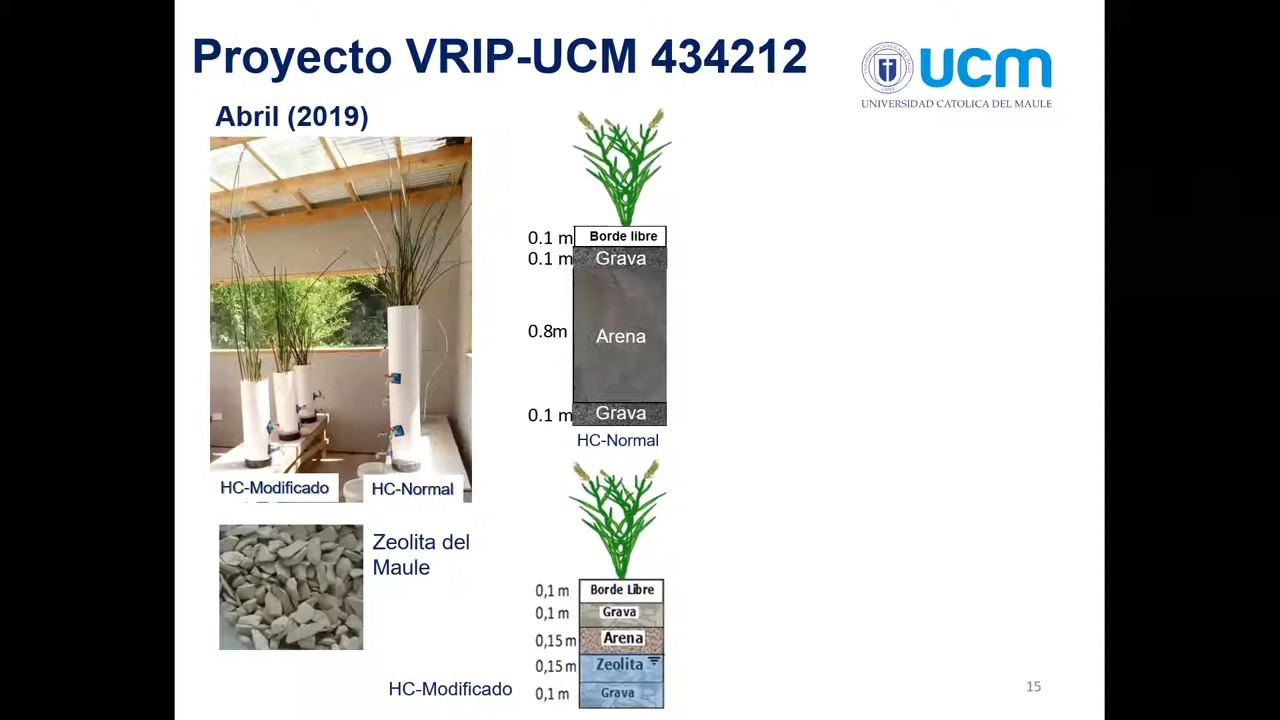 Proyecto VRIP-UCM 434212
ucm
UNIVERSIDAD CATOLICA DEL MAULE
Abril (2019)
HC-Modificado
HC-Normal
0.1 m Borde libre
0.1 m Grava
0.8m Arena
0.1 m Grava
HC-Normal
Zeolita del
Maule
0,1 m Borde Libre
0,1 m Grava
0,15 m Arena
0,15 m Zeolita
0,1 m Grava
HC-Modificado
15